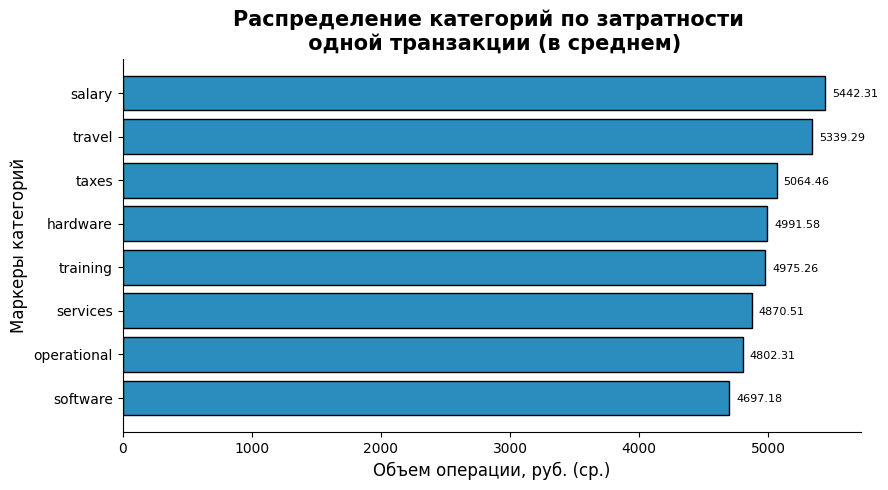 Распределение категорий по затратности
одной транзакции (в среднем)
Маркеры категорий
salary 5442.31
travel 5339.29
taxes 5064.46
hardware 4991.58
training 4975.26
services 4870.51
operational 4802.31
software 4697.18
0 1000 2000 3000 4000 5000
Объем операции, руб. (ср.)